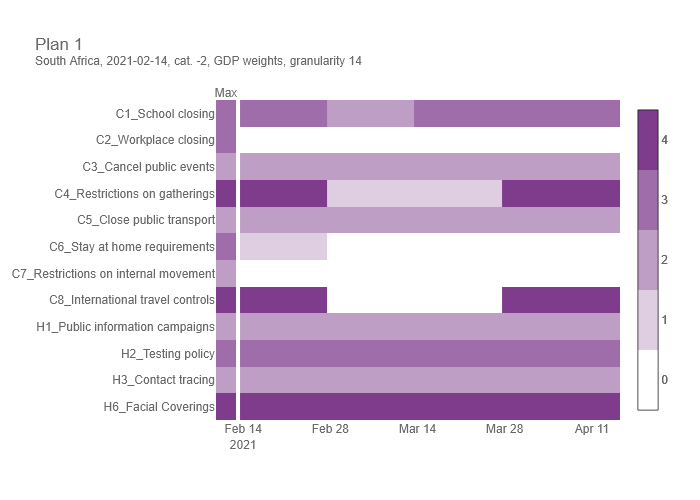 Plan 1
South Africa, 2021-02-14, cat. -2, GDP weights, granularity 14
Max
C1_School closing
C2_Workplace closing
C3_Cancel public events
C4_Restrictions on gatherings
C5_Close public transport
C6_Stay at home requirements
C7_Restrictions on internal movement
C8_International travel controls
H1_Public information campaigns
H2_Testing policy
H3_Contact tracing
H6_Facial Coverings
Feb 14 Feb 28 Mar 14 Mar 28 Apr 11
2021
4
3
2
1
0